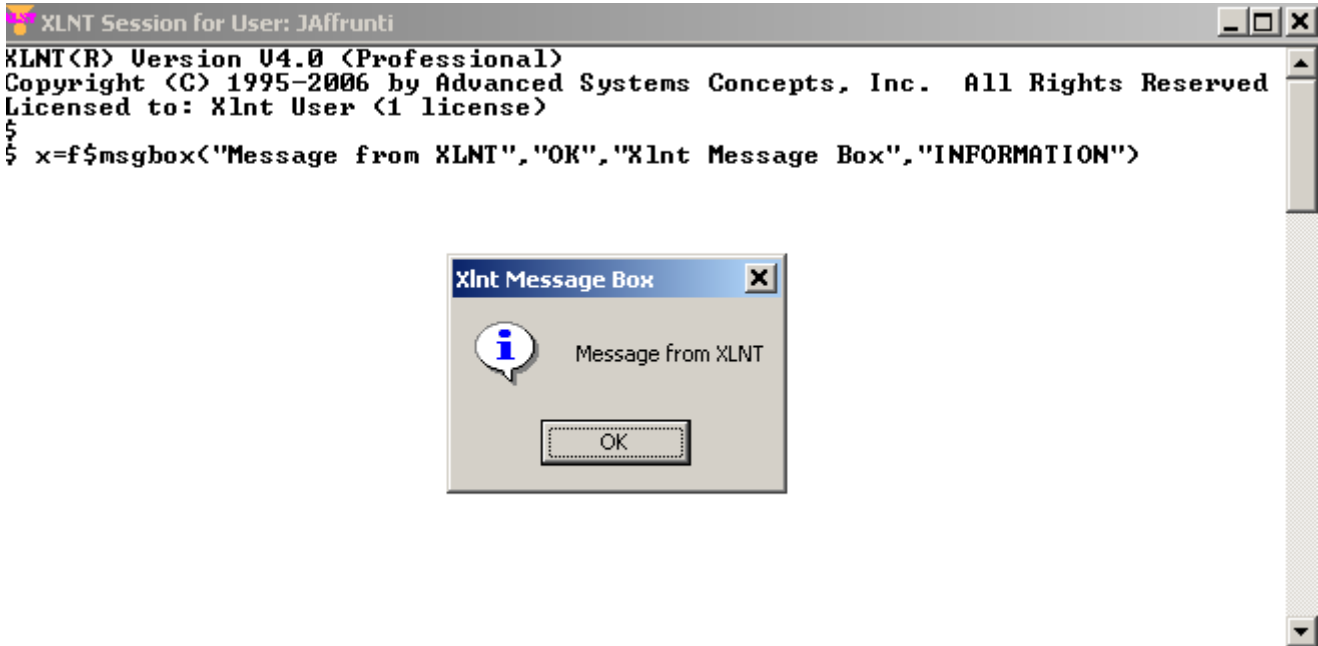 XLNT Session for User: JAffrunti
XLNT(R) Version V4.0 (Professional)
Copyright (C) 1995-2006 by Advanced Systems Concepts, Inc.  All Rights Reserved
Licensed to: Xlnt User (1 license)
$
$ x=f$msgbox("Message from XLNT","OK","Xlnt Message Box","INFORMATION")
Xlnt Message Box
Message from XLNT
OK